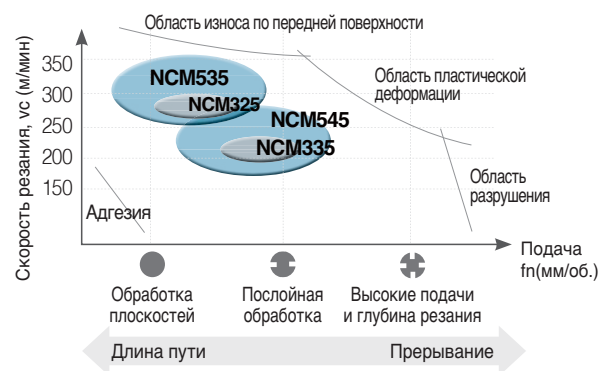 Область износа по передней поверхности
Скорость резания, vc (м/мин)
350
300
250
200
150
NCM535
NCM325
NCM545
NCM335
Область пластической
деформации
Область
разрушения
Адгезия
Подача
fn(мм/об.)
Обработка
плоскостей
Послойная
обработка
Высокие подачи
и глубина резания
Длина пути
Прерывание